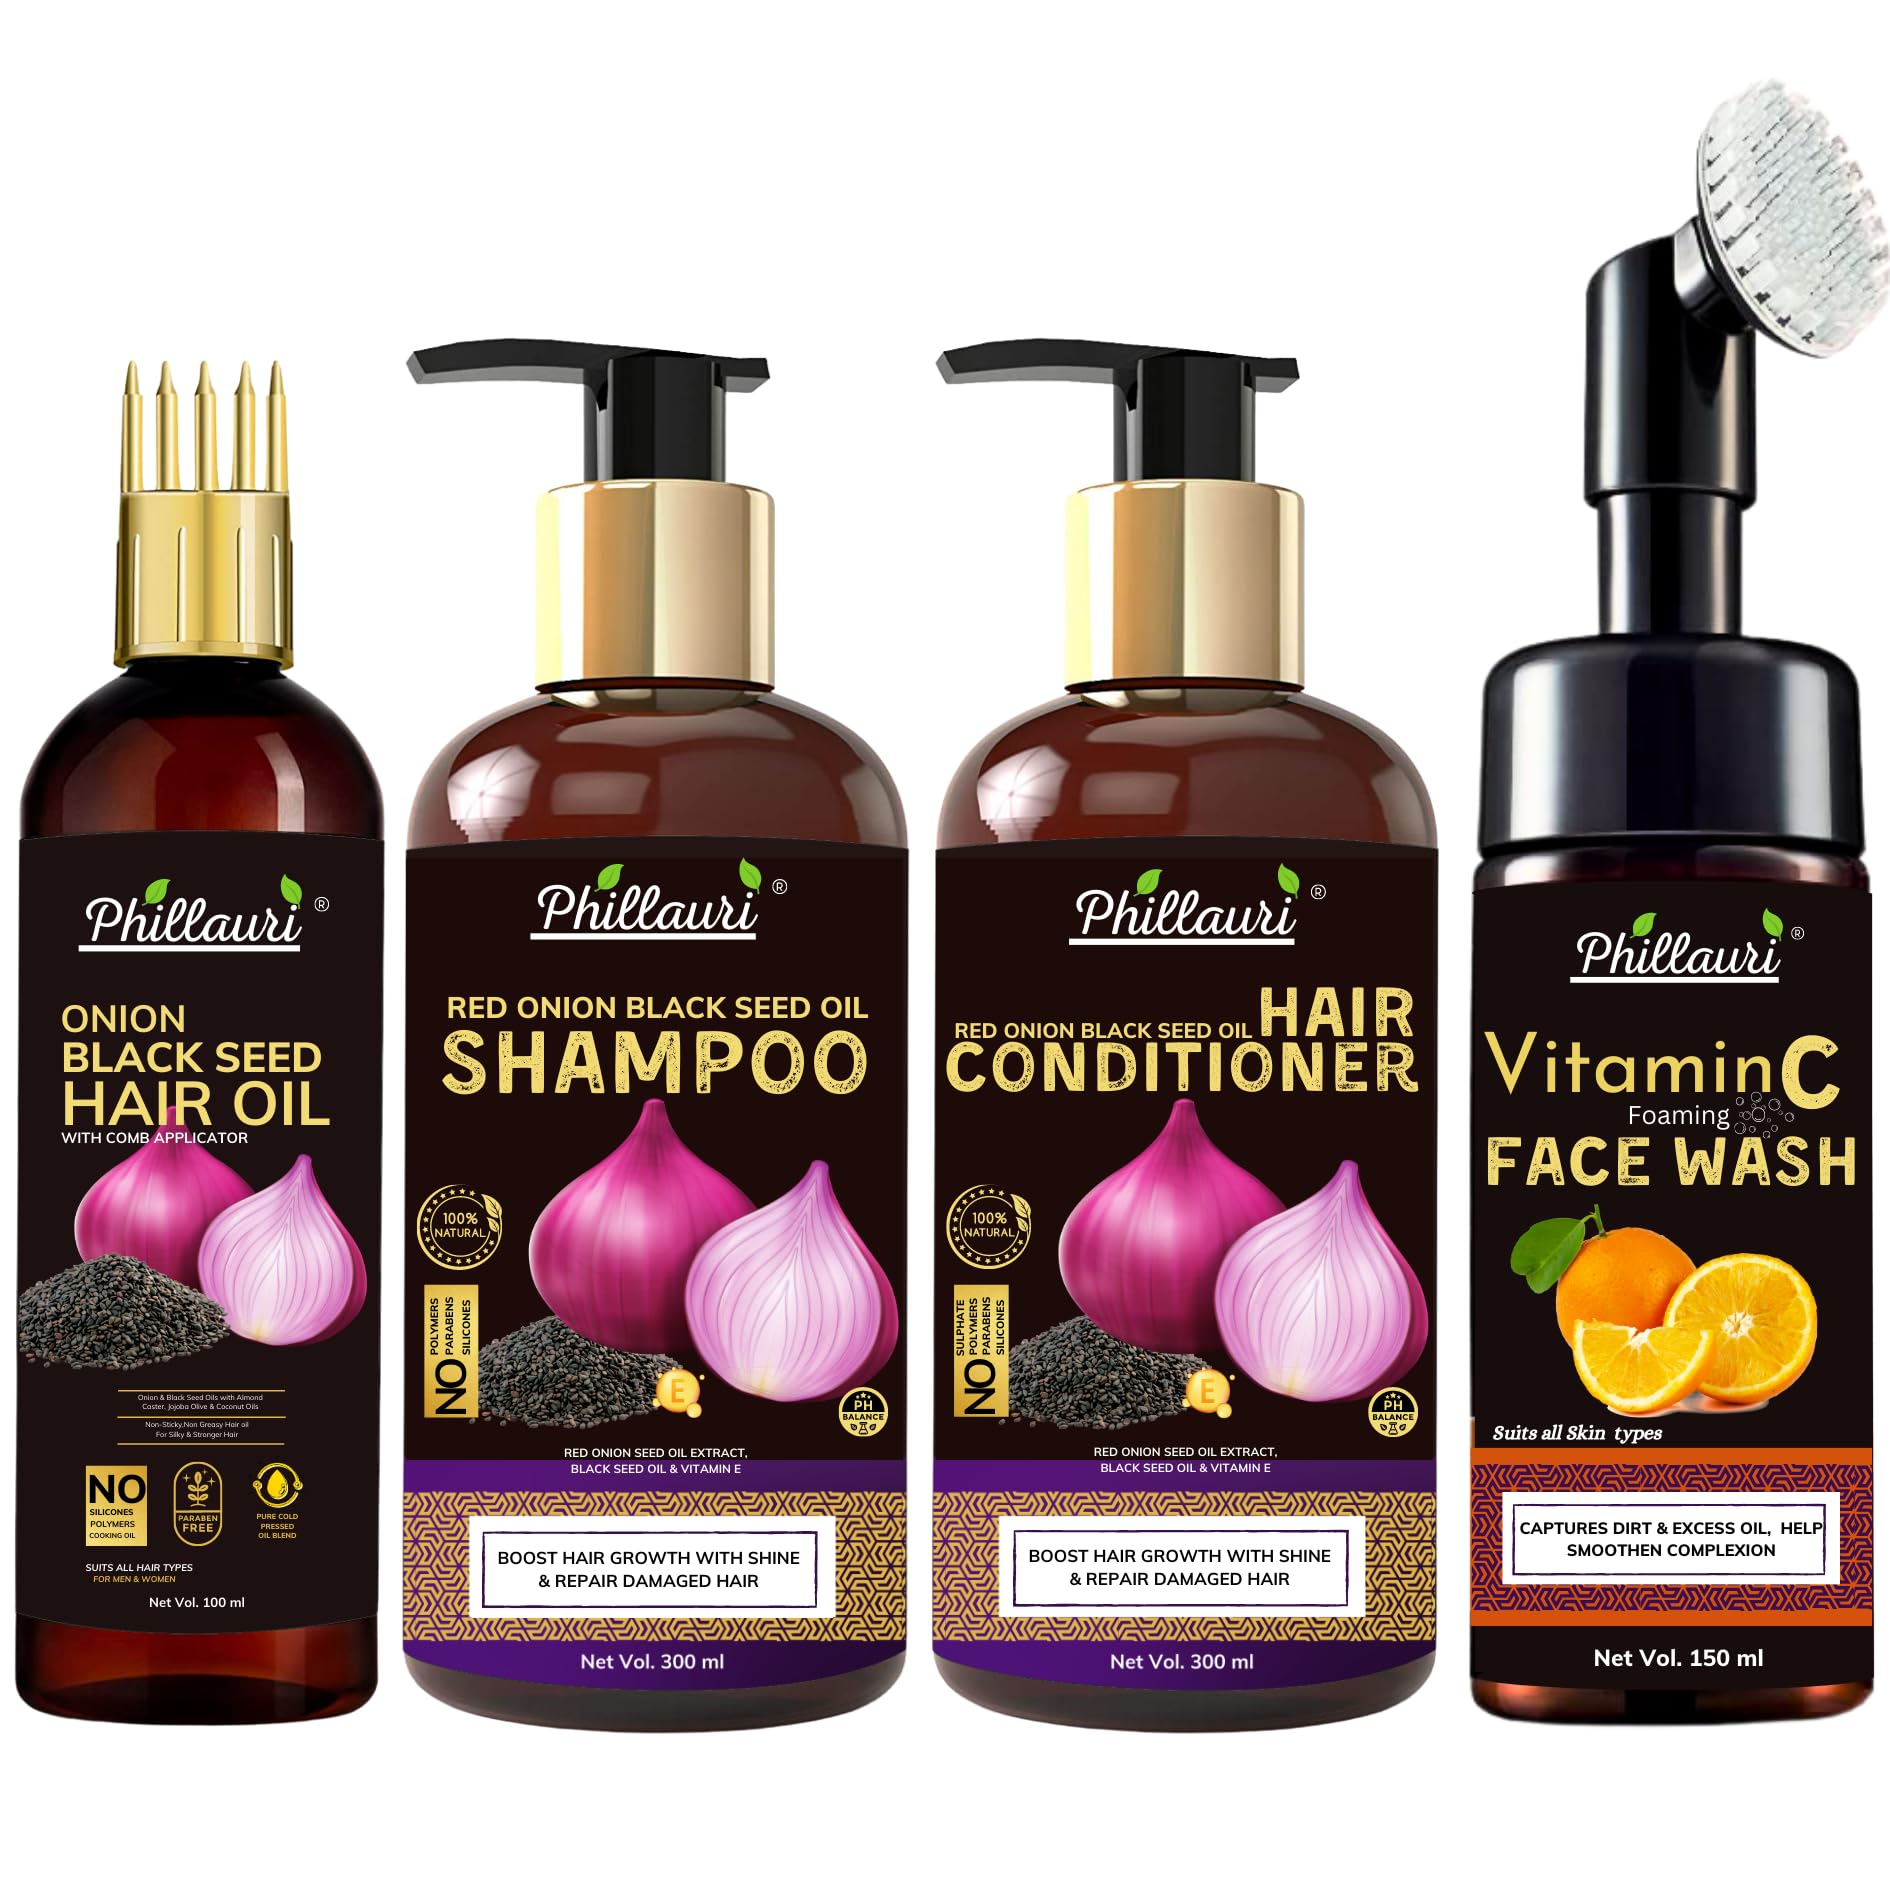 Phillauri ®
ONION
BLACK SEED
HAIR OIL
WITH COMB APPLICATOR
Onion & Black Seed Oils with Almond
Caster, Jojoba Olive & Coconut Oils
Non-Sticky,Non Greasy Hair oil
For Silky & Stronger Hair
NO
SILICONES
POLYMERS
COOKING OIL
PARABEN
FREE
PURE COLD
PRESSED
OIL BLEND
SUITS ALL HAIR TYPES
FOR MEN & WOMEN
Net Vol. 100 ml
Phillauri ®
RED ONION BLACK SEED OIL
SHAMPOO
100%
NATURAL
NO
POLYMERS
PARABENS
SILICONES
E
PH
BALANCE
RED ONION SEED OIL EXTRACT,
BLACK SEED OIL & VITAMIN E
BOOST HAIR GROWTH WITH SHINE
& REPAIR DAMAGED HAIR
Net Vol. 300 ml
Phillauri ®
RED ONION BLACK SEED OIL HAIR
CONDITIONER
100%
NATURAL
NO
SULPHATE
POLYMERS
PARABENS
SILICONES
E
PH
BALANCE
RED ONION SEED OIL EXTRACT,
BLACK SEED OIL & VITAMIN E
BOOST HAIR GROWTH WITH SHINE
& REPAIR DAMAGED HAIR
Net Vol. 300 ml
Phillauri ®
Vitamin C
Foaming
FACE WASH
Suits all Skin types
CAPTURES DIRT & EXCESS OIL, HELP
SMOOTHEN COMPLEXION
Net Vol. 150 ml